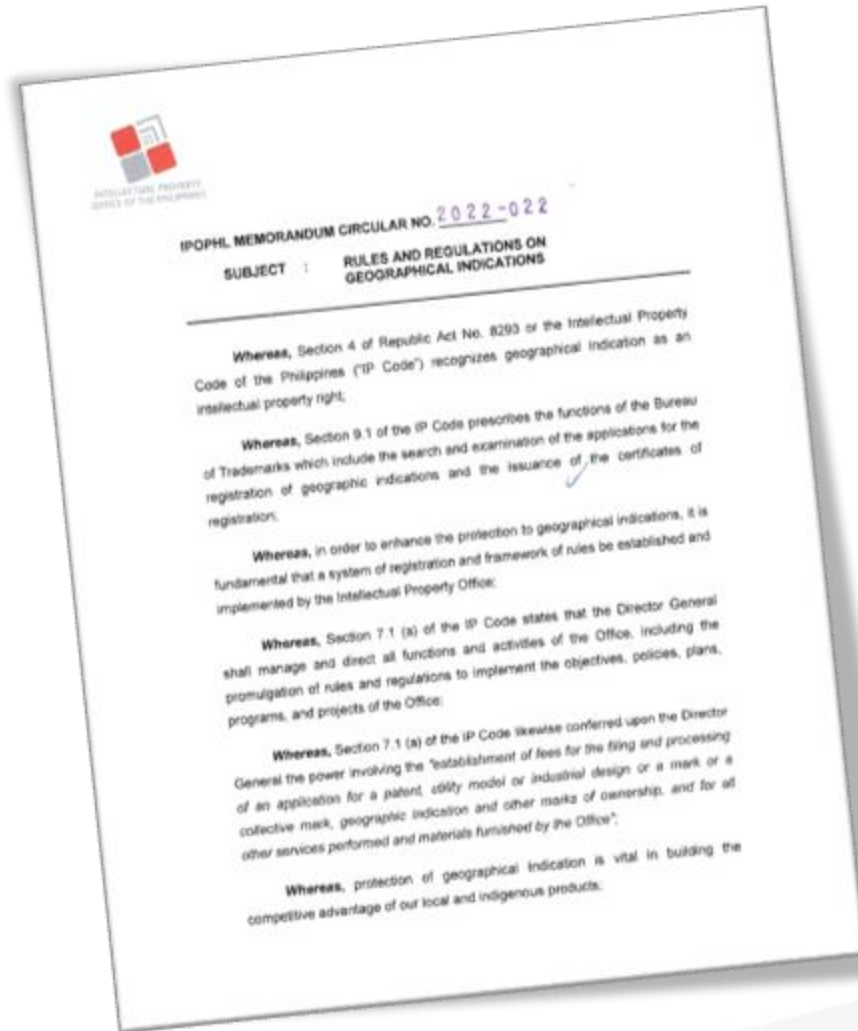 INTELLECTUAL PROPERTY
OFFICE OF THE PHILIPPINES
IPOPHL MEMORANDUM CIRCULAR NO. 2022-022
SUBJECT : RULES AND REGULATIONS ON
GEOGRAPHICAL INDICATIONS
Whereas, Section 4 of Republic Act No. 8293 or the Intellectual Property
Code of the Philippines ("IP Code") recognizes geographical indication as an
intellectual property right;
Whereas, Section 9.1 of the IP Code prescribes the functions of the Bureau
of Trademarks which include the search and examination of the applications for the
registration of geographic indications and the issuance of the certificates of
registration;
Whereas, in order to enhance the protection to geographical indications, it is
fundamental that a system of registration and framework of rules be established and
implemented by the Intellectual Property Office;
Whereas, Section 7.1 (a) of the IP Code states that the Director General
shall manage and direct all functions and activities of the Office, including the
promulgation of rules and regulations to implement the objectives, policies, plans,
programs, and projects of the Office;
Whereas, Section 7.1 (a) of the IP Code likewise conferred upon the Director
General the power involving the "establishment of fees for the filing and processing
of an application for a patent, utility model or industrial design or a mark or a
collective mark, geographic indication and other marks of ownership, and for all
other services performed and materials furnished by the Office";
Whereas, protection of geographical indication is vital in building the
competitive advantage of our local and indigenous products;